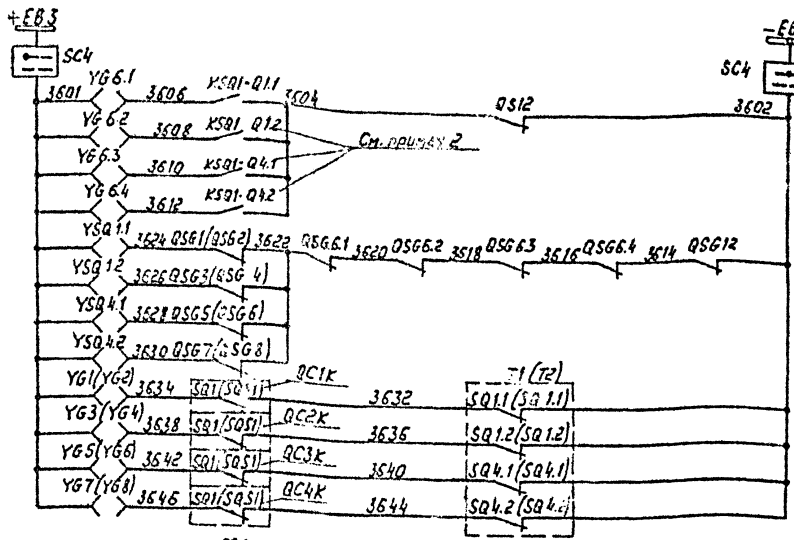 +EB3
-EB
SC4
SC4
YG6.1
3601
3606
KSQ1-Q1.1
3604
QS12
3602
YG6.2
3608
KSQ1-Q1.2
См. примеч. 2
YG6.3
3610
KSQ1-Q4.1
YG6.4
3612
KSQ1-Q4.2
YSQ1.1
3624
QSG1(QSG2)
3622
QSG6.1
3620
QSG6.2
3618
QSG6.3
3616
QSG6.4
3614
QSG12
YSQ1.2
3626
QSG3(QSG4)
YSQ4.1
3628
QSG5(QSG6)
YSQ4.2
3630
QSG7(QSG8)
YG1(YG2)
3634
SQ1(SQS1)
QC1K
3632
T1(T2)
SQ1.1(SQ1.1)
YG3(YG4)
3638
SQ1(SQS1)
QC2K
3636
SQ1.2(SQ1.2)
YG5(YG6)
3642
SQ1(SQS1)
QC3K
3640
SQ4.1(SQ4.1)
YG7(YG8)
3646
SQ1(SQS1)
QC4K
3644
SQ4.2(SQ4.2)